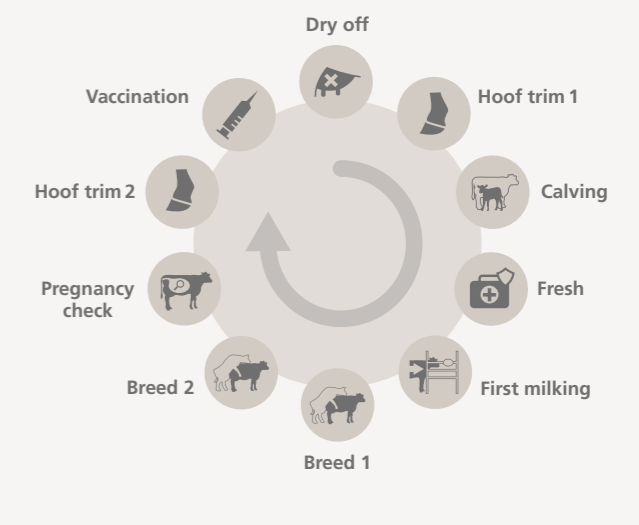 Dry off
Hoof trim 1
Calving
Fresh
First milking
Breed 1
Breed 2
Pregnancy
check
Hoof trim 2
Vaccination